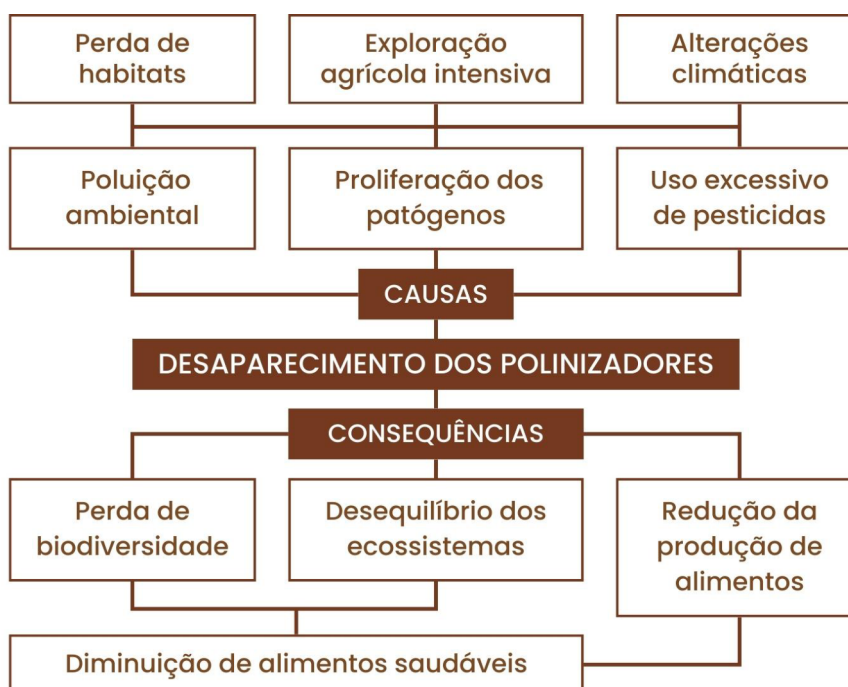 Perda de
habitats
Exploração
agrícola intensiva
Alterações
climáticas
Poluição
ambiental
Proliferação dos
patógenos
Uso excessivo
de pesticidas
CAUSAS
DESAPARECIMENTO DOS POLINIZADORES
CONSEQUÊNCIAS
Perda de
biodiversidade
Desequilíbrio dos
ecossistemas
Redução da
produção de
alimentos
Diminuição de alimentos saudáveis